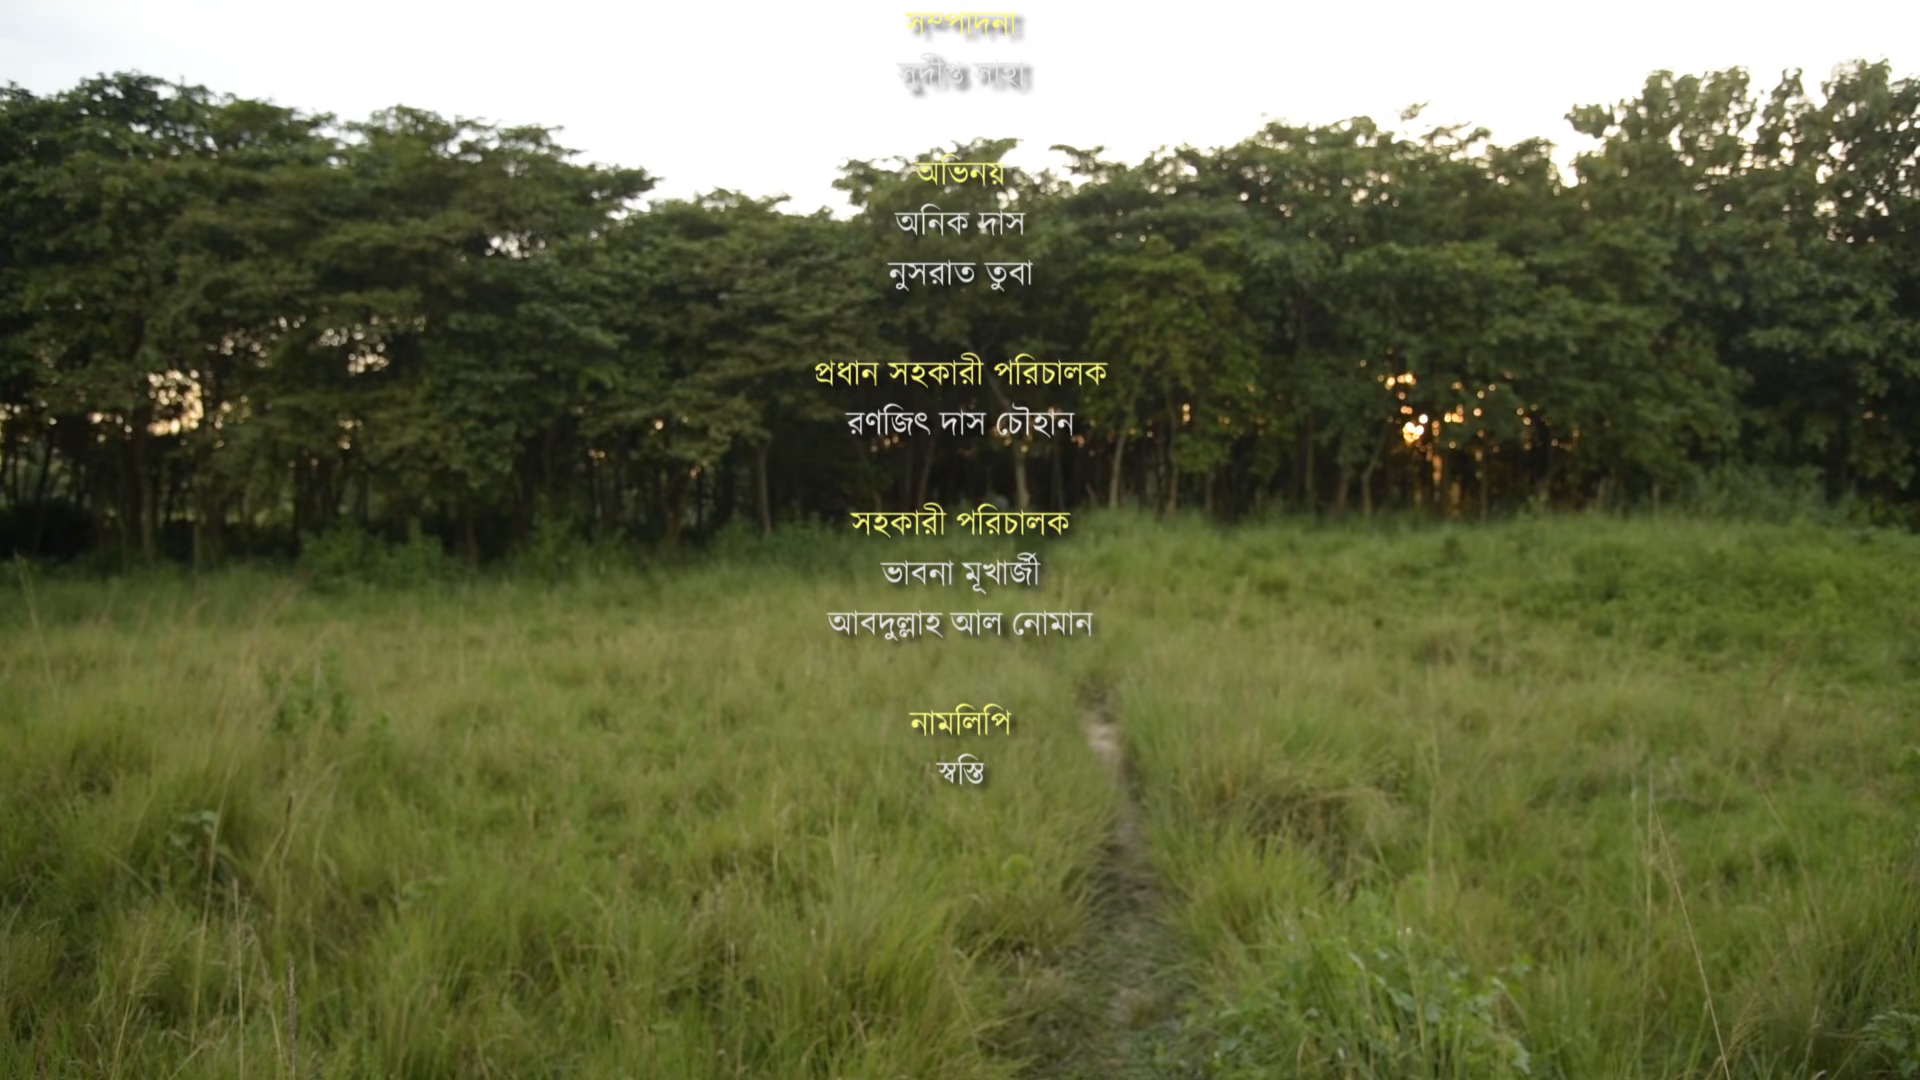 সম্পাদনা
সুদীপ্ত সাহা
অভিনয়
অনিক দাস
নুসরাত তুবা
প্রধান সহকারী পরিচালক
রণজিৎ দাস চৌহান
সহকারী পরিচালক
ভাবনা মূখার্জী
আবদুল্লাহ আল নোমান
নামলিপি
স্বস্তি